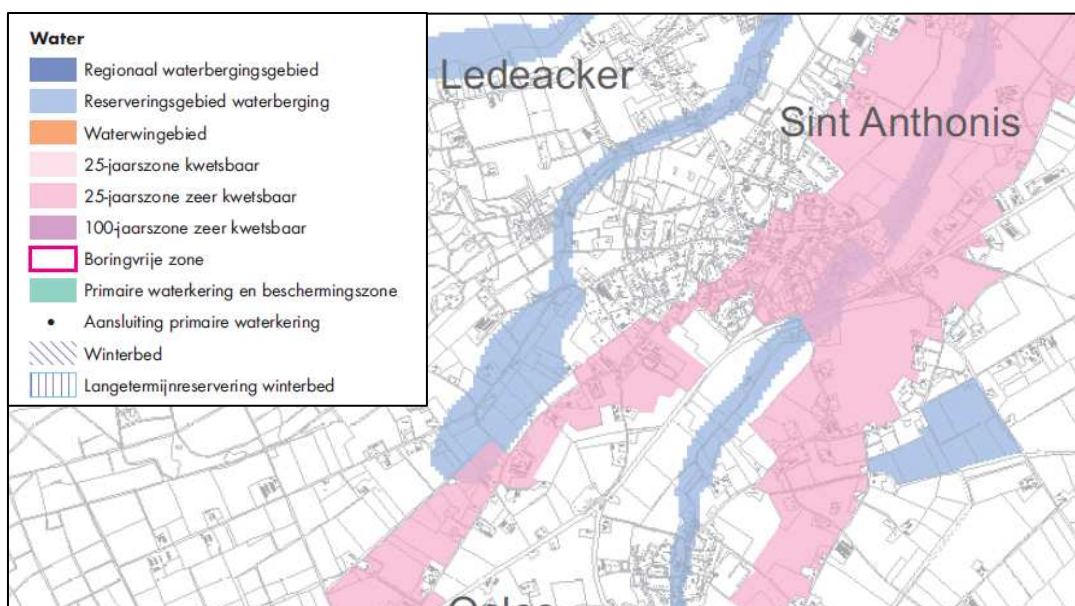 Water
Regionaal waterbergingsgebied
Reserveringsgebied waterberging
Waterwingebied
25-jaarszone kwetsbaar
25-jaarszone zeer kwetsbaar
100-jaarszone zeer kwetsbaar
Boringvrije zone
Primaire waterkering en beschermingszone
Aansluiting primaire waterkering
Winterbed
Langetermijnreservering winterbed
Ledeacker
Sint Anthonis